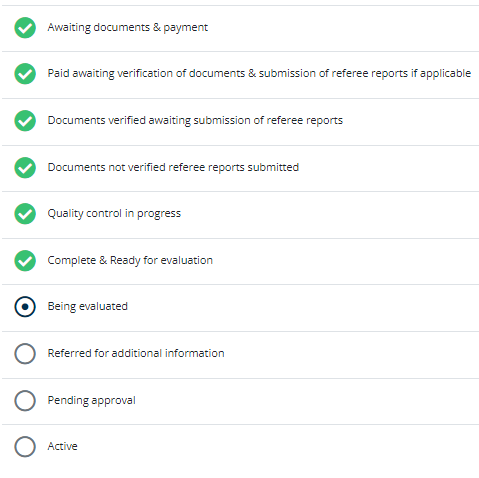 Awaiting documents & payment
Paid awaiting verification of documents & submission of referee reports if applicable
Documents verified awaiting submission of referee reports
Documents not verified referee reports submitted
Quality control in progress
Complete & Ready for evaluation
Being evaluated
Referred for additional information
Pending approval
Active